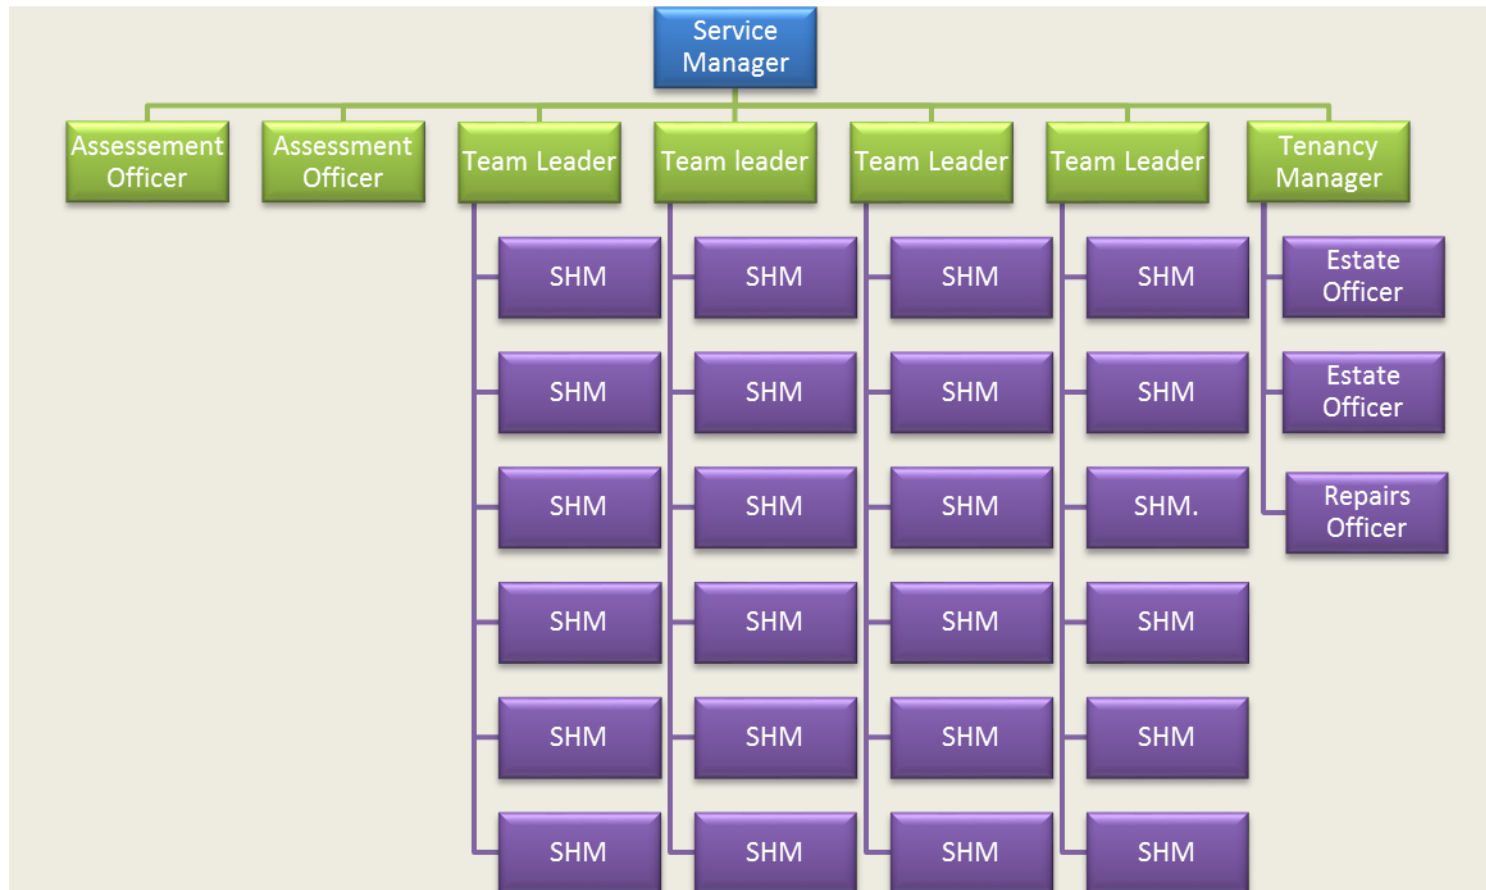 Service
Manager
Assessement
Officer
Assessment
Officer
Team Leader
Team leader
Team Leader
Team Leader
Tenancy
Manager
SHM
SHM
SHM
SHM
Estate
Officer
SHM
SHM
SHM
SHM
Estate
Officer
SHM
SHM
SHM
SHM.
Repairs
Officer
SHM
SHM
SHM
SHM
SHM
SHM
SHM
SHM
SHM
SHM
SHM
SHM